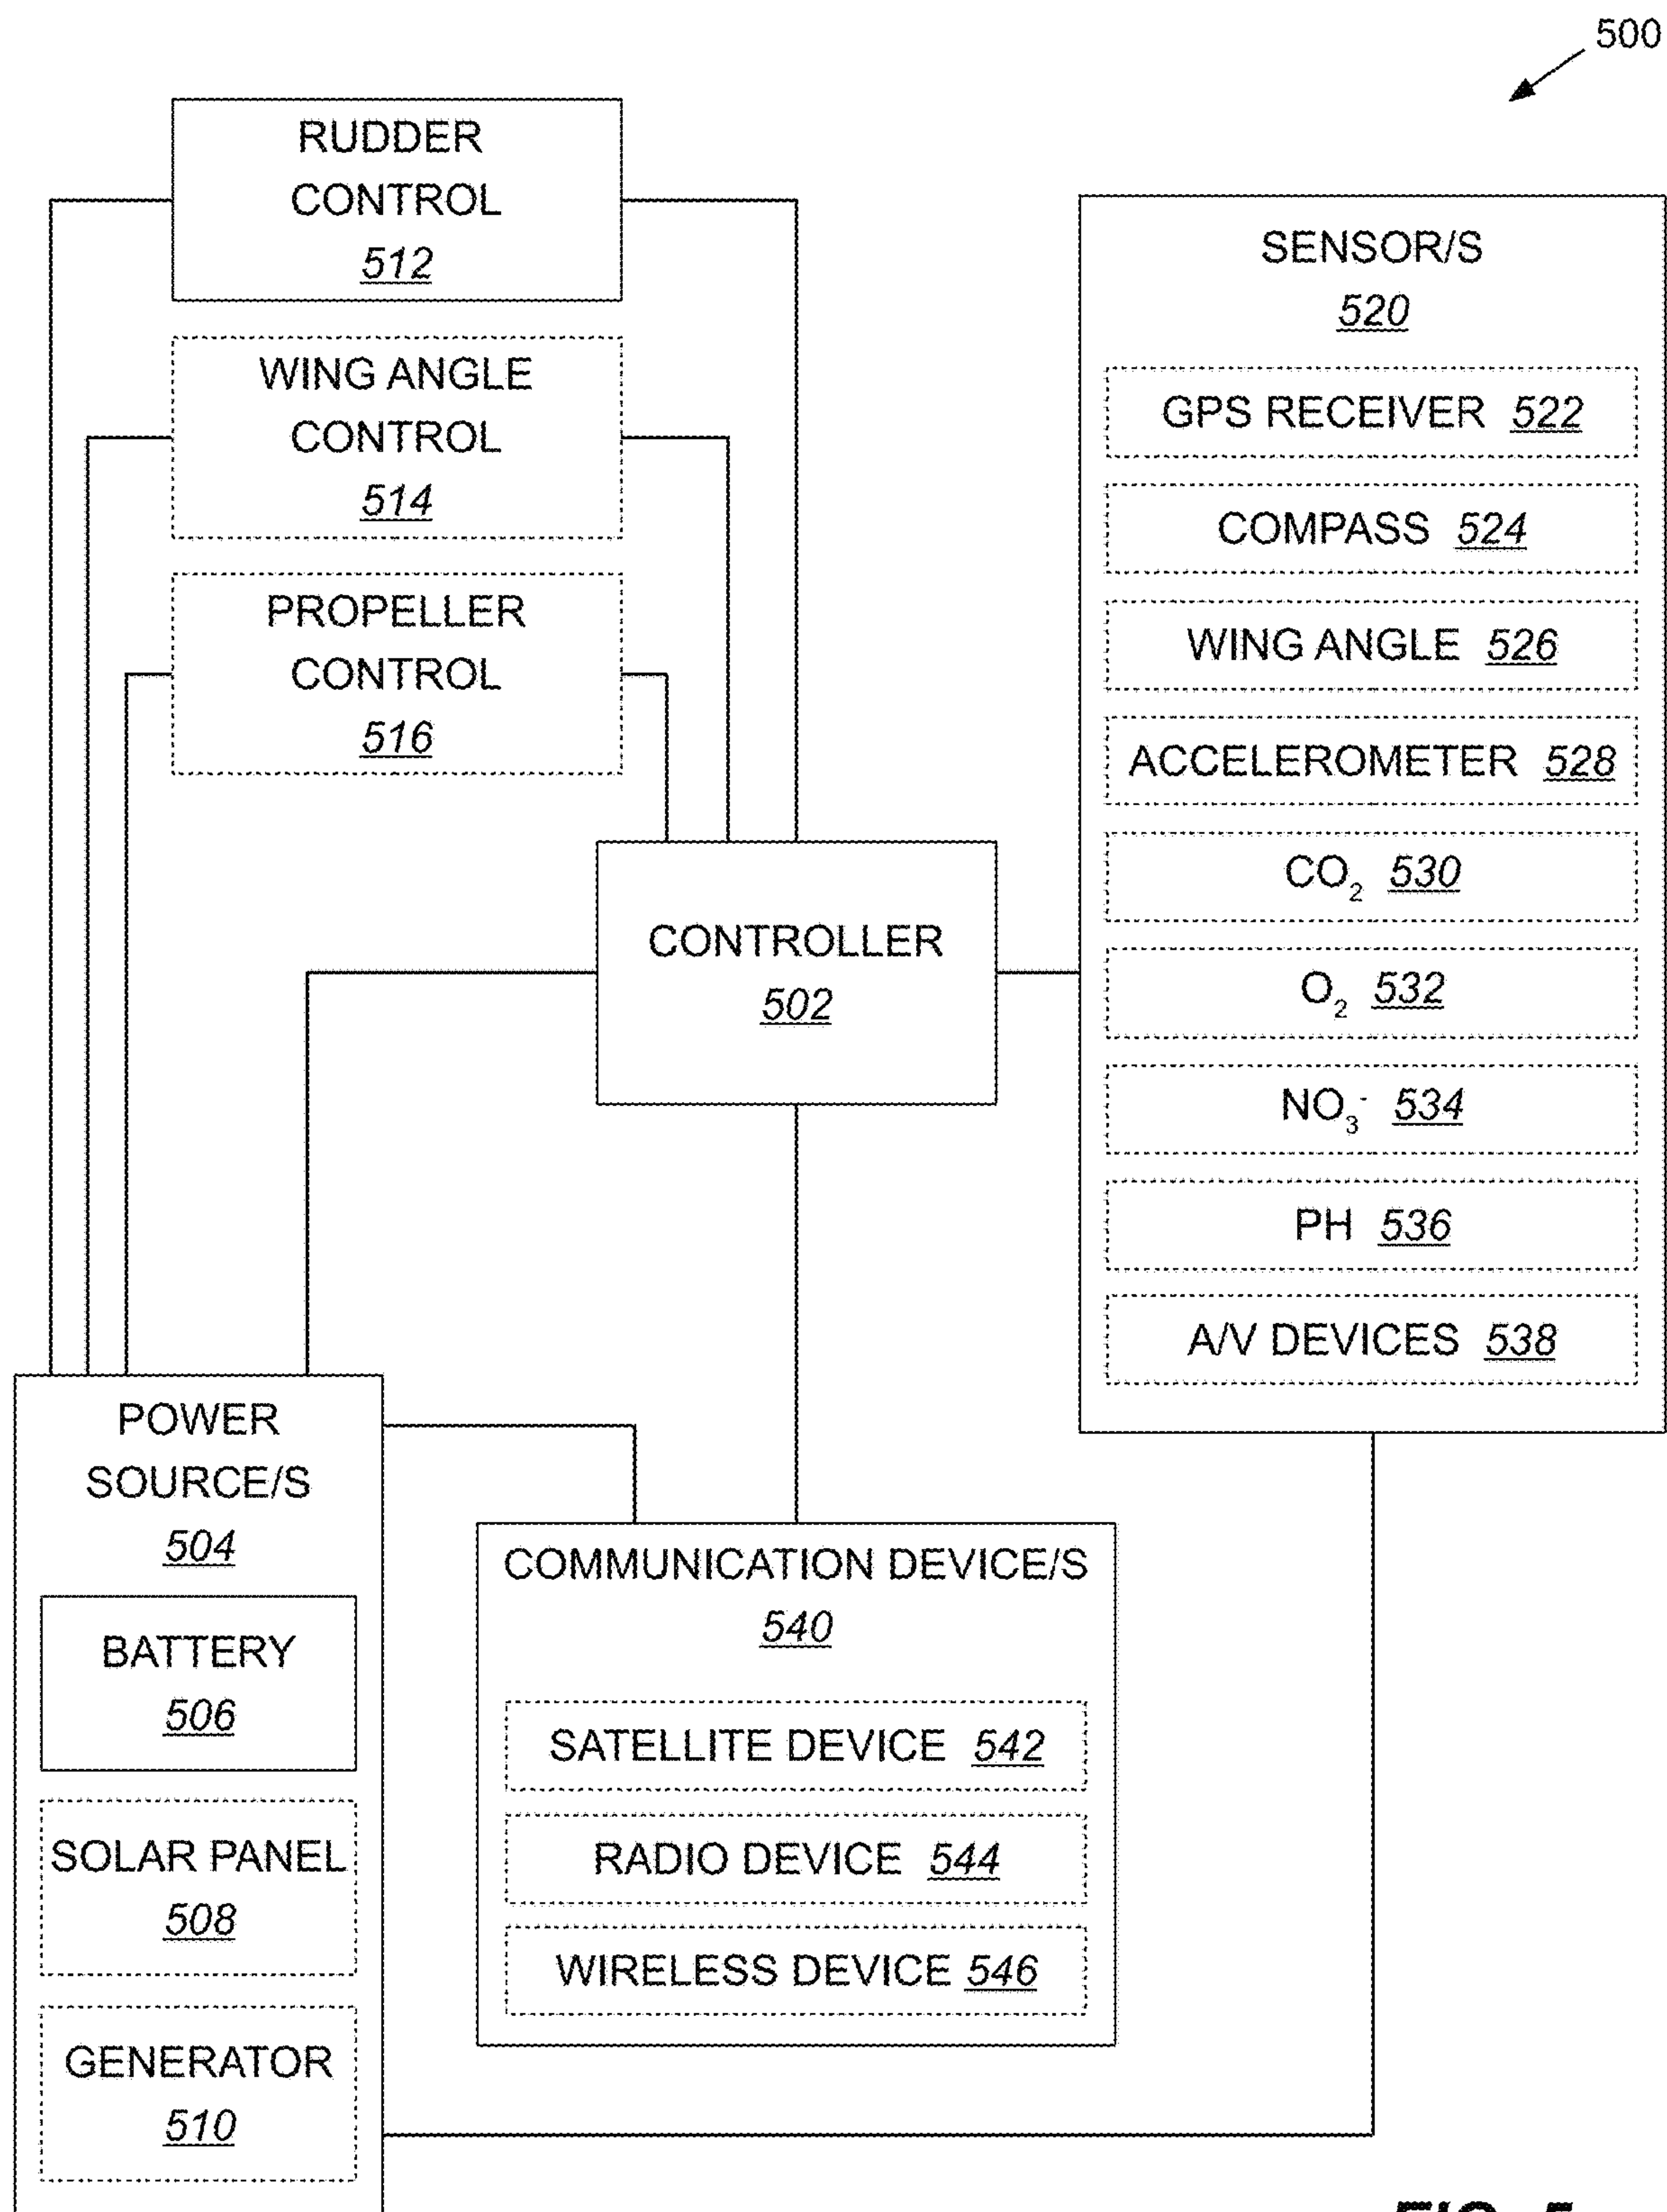 500
RUDDER
CONTROL
512
WING ANGLE
CONTROL
514
PROPELLER
CONTROL
516
CONTROLLER
502
SENSOR/S
520
GPS RECEIVER 522
COMPASS 524
WING ANGLE 526
ACCELEROMETER 528
CO₂ 530
O₂ 532
NO₃⁻ 534
PH 536
A/V DEVICES 538
POWER
SOURCE/S
504
BATTERY
506
SOLAR PANEL
508
GENERATOR
510
COMMUNICATION DEVICE/S
540
SATELLITE DEVICE 542
RADIO DEVICE 544
WIRELESS DEVICE 546